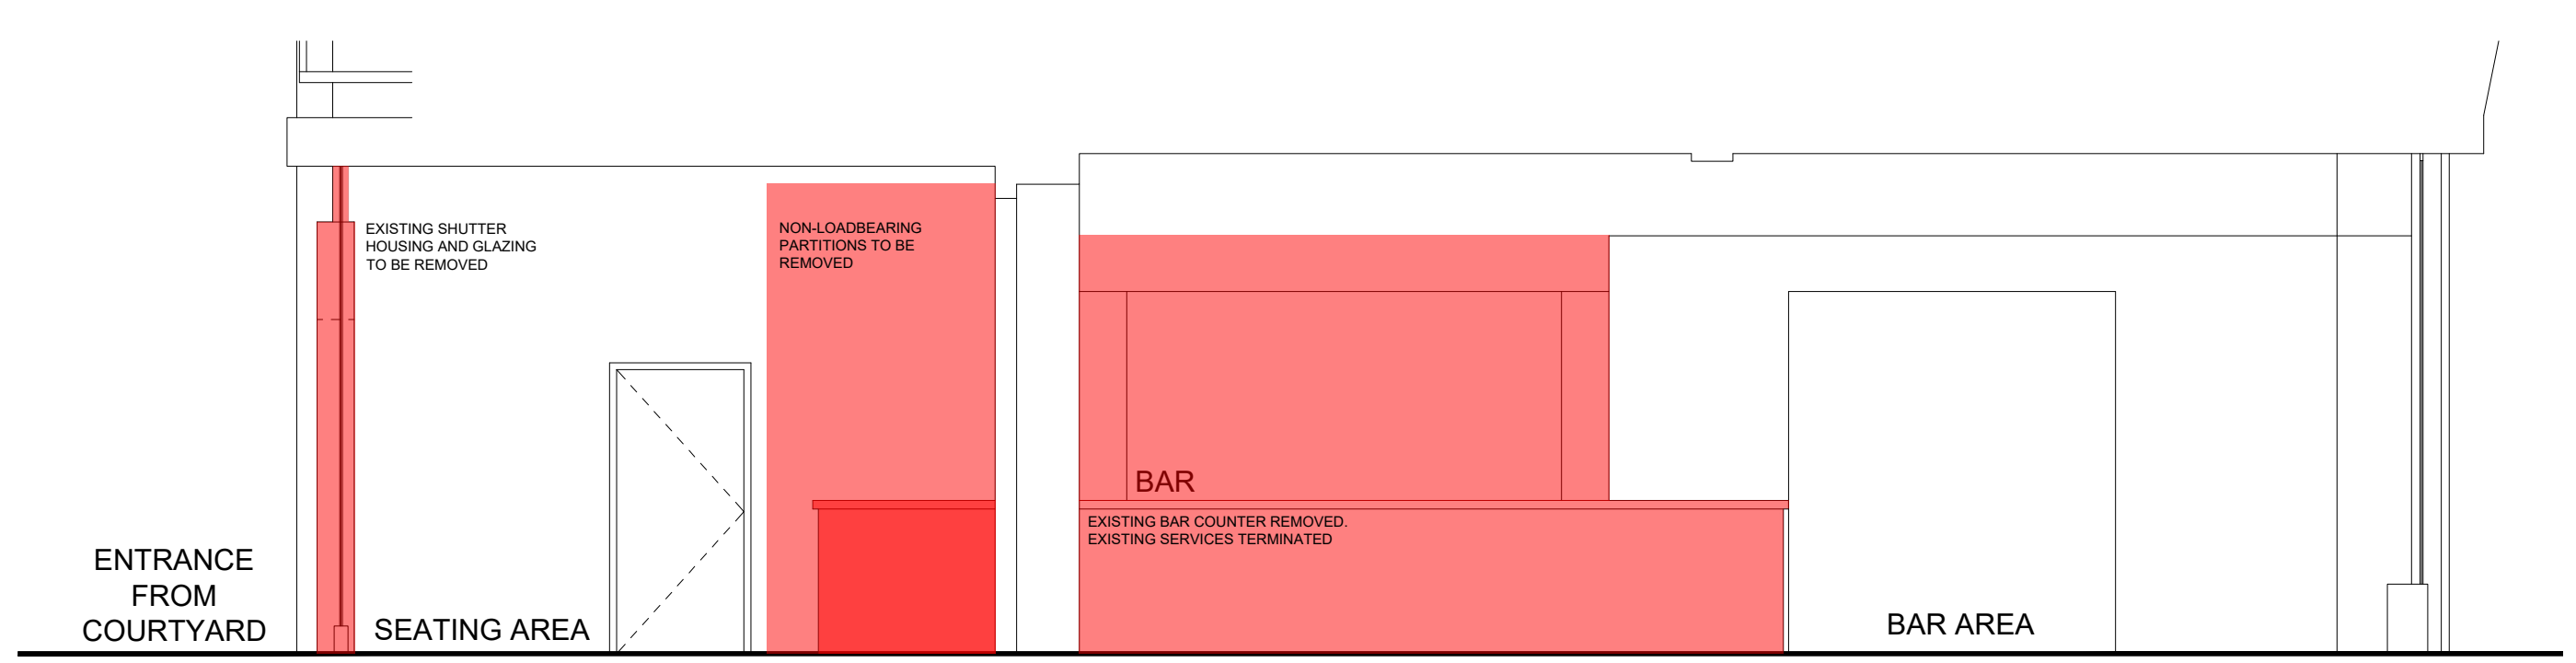 EXISTING SHUTTER
HOUSING AND GLAZING
TO BE REMOVED
NON-LOADBEARING
PARTITIONS TO BE
REMOVED
BAR
EXISTING BAR COUNTER REMOVED.
EXISTING SERVICES TERMINATED
ENTRANCE
FROM
COURTYARD
SEATING AREA
BAR AREA